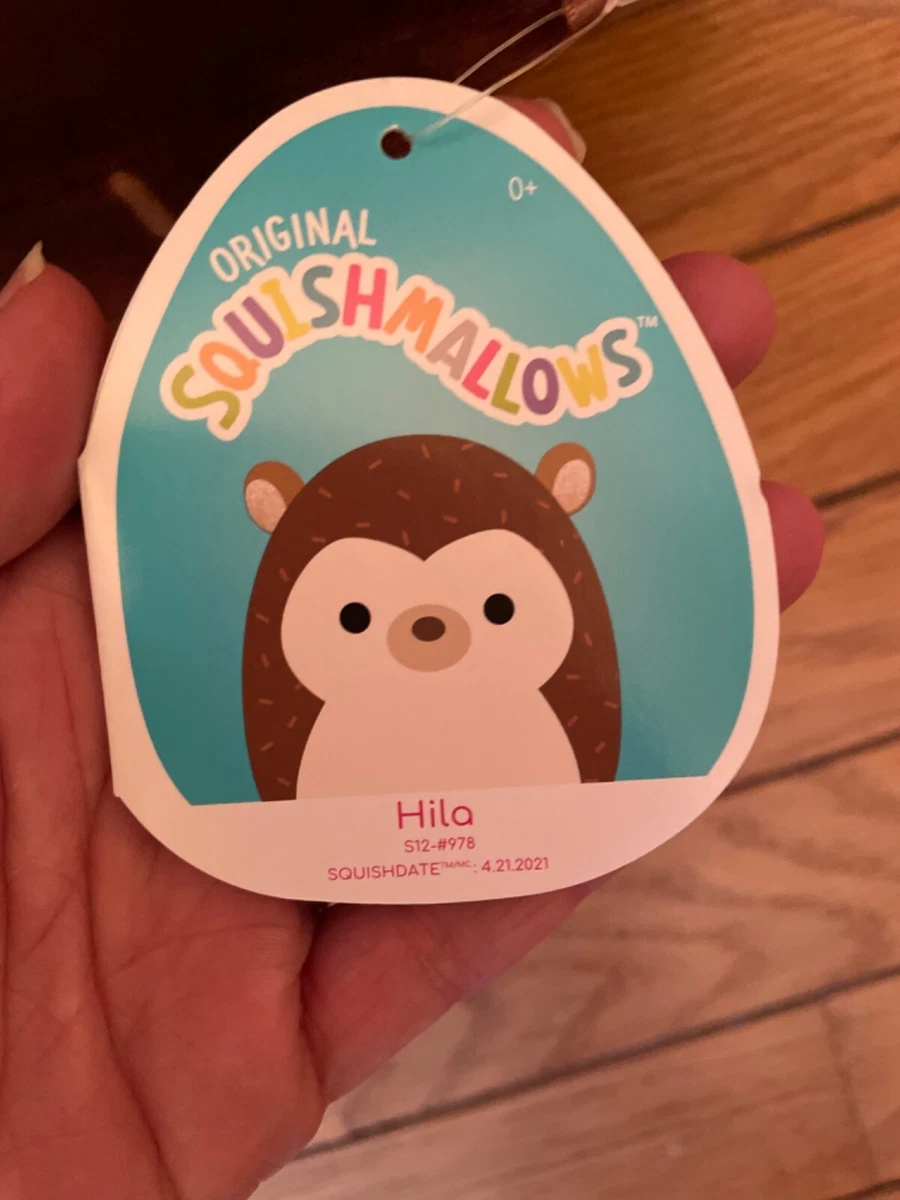 0+
ORIGINAL
SQUISHMALLOWS™
Hila
S12-#978
SQUISHDATE™/MC: 4.21.2021